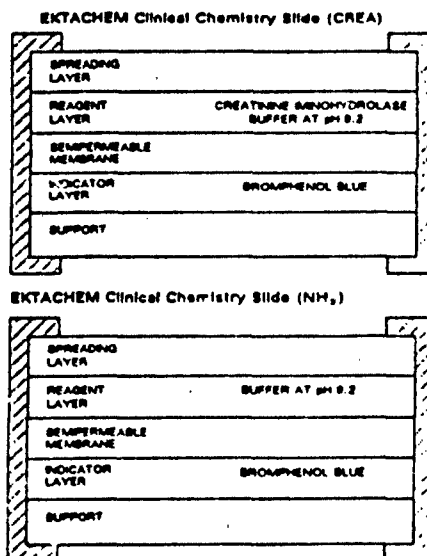 EKTACHEM Clinical Chemistry Slide (CREA)
SPREADING
LAYER
REAGENT
LAYER
CREATININE IMINOHYDROLASE
BUFFER AT pH 9.2
SEMIPERMEABLE
MEMBRANE
INDICATOR
LAYER
BROMPHENOL BLUE
SUPPORT
EKTACHEM Clinical Chemistry Slide (NH₃)
SPREADING
LAYER
REAGENT
LAYER
BUFFER AT pH 9.2
SEMIPERMEABLE
MEMBRANE
INDICATOR
LAYER
BROMPHENOL BLUE
SUPPORT